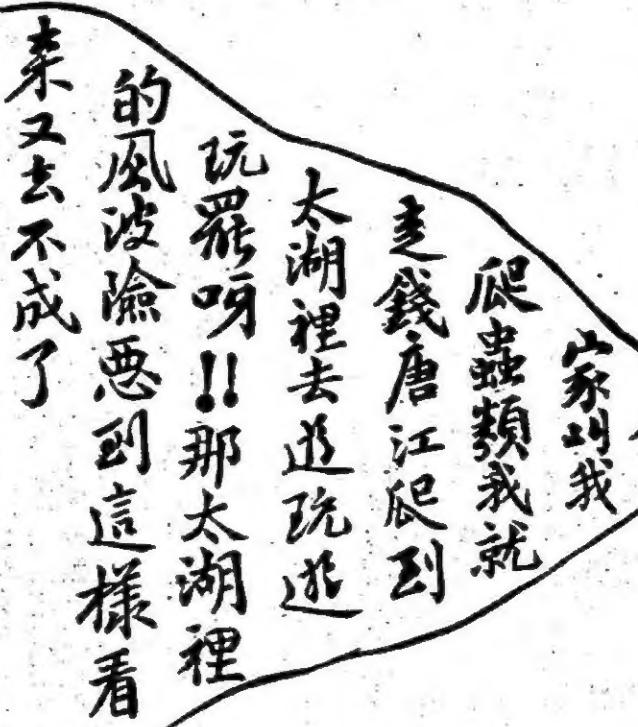 家叫我
爬蟲類我就
走錢唐江爬到
太湖裡去遊玩遊
玩罷呀!!那太湖裡
的風波險惡到這樣看
来又去不成了